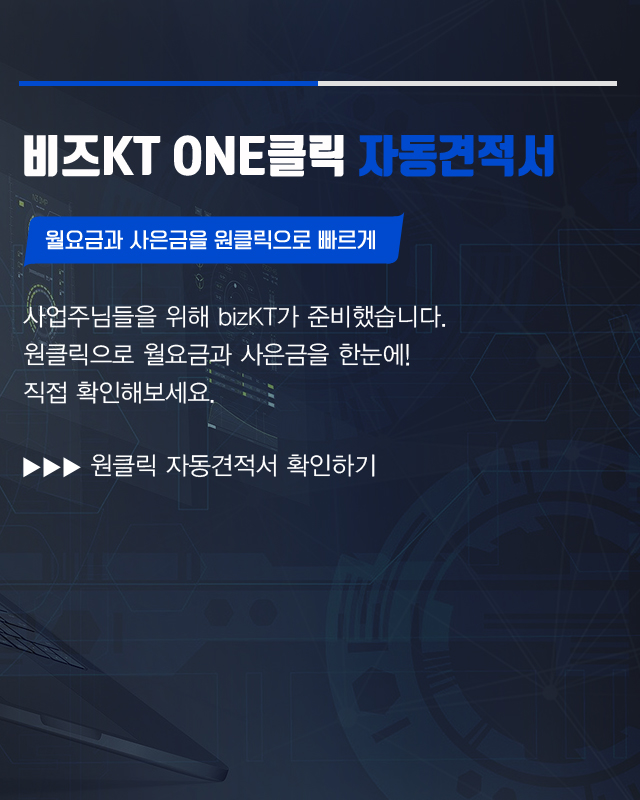 비즈KT ONE클릭 자동견적서
월요금과 사은금을 원클릭으로 빠르게
사업주님들을 위해 bizKT가 준비했습니다.
원클릭으로 월요금과 사은금을 한눈에!
직접 확인해보세요.
▶▶▶ 원클릭 자동견적서 확인하기